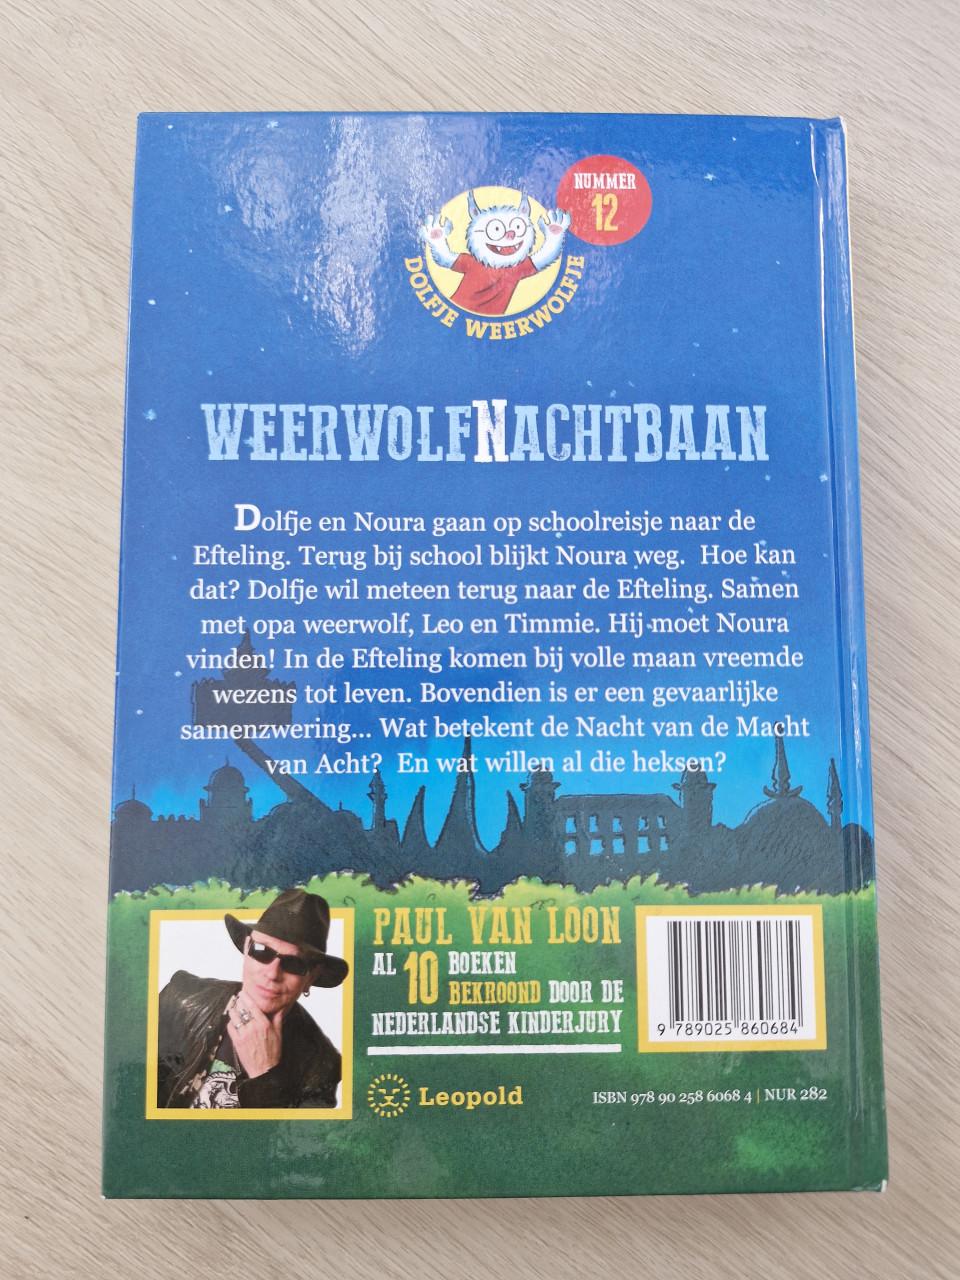 NUMMER
12
DOLFJE WEERWOLFJE
WEERWOLFNACHTBAAN
Dolfje en Noura gaan op schoolreisje naar de
Efteling. Terug bij school blijkt Noura weg. Hoe kan
dat? Dolfje wil meteen terug naar de Efteling. Samen
met opa weerwolf, Leo en Timmie. Hij moet Noura
vinden! In de Efteling komen bij volle maan vreemde
wezens tot leven. Bovendien is er een gevaarlijke
samenzwering... Wat betekent de Nacht van de Macht
van Acht? En wat willen al die heksen?
PAUL VAN LOON
AL 10 BOEKEN
BEKROOND DOOR DE
NEDERLANDSE KINDERJURY
9 789025 860684
Leopold
ISBN 978 90 258 6068 4 | NUR 282